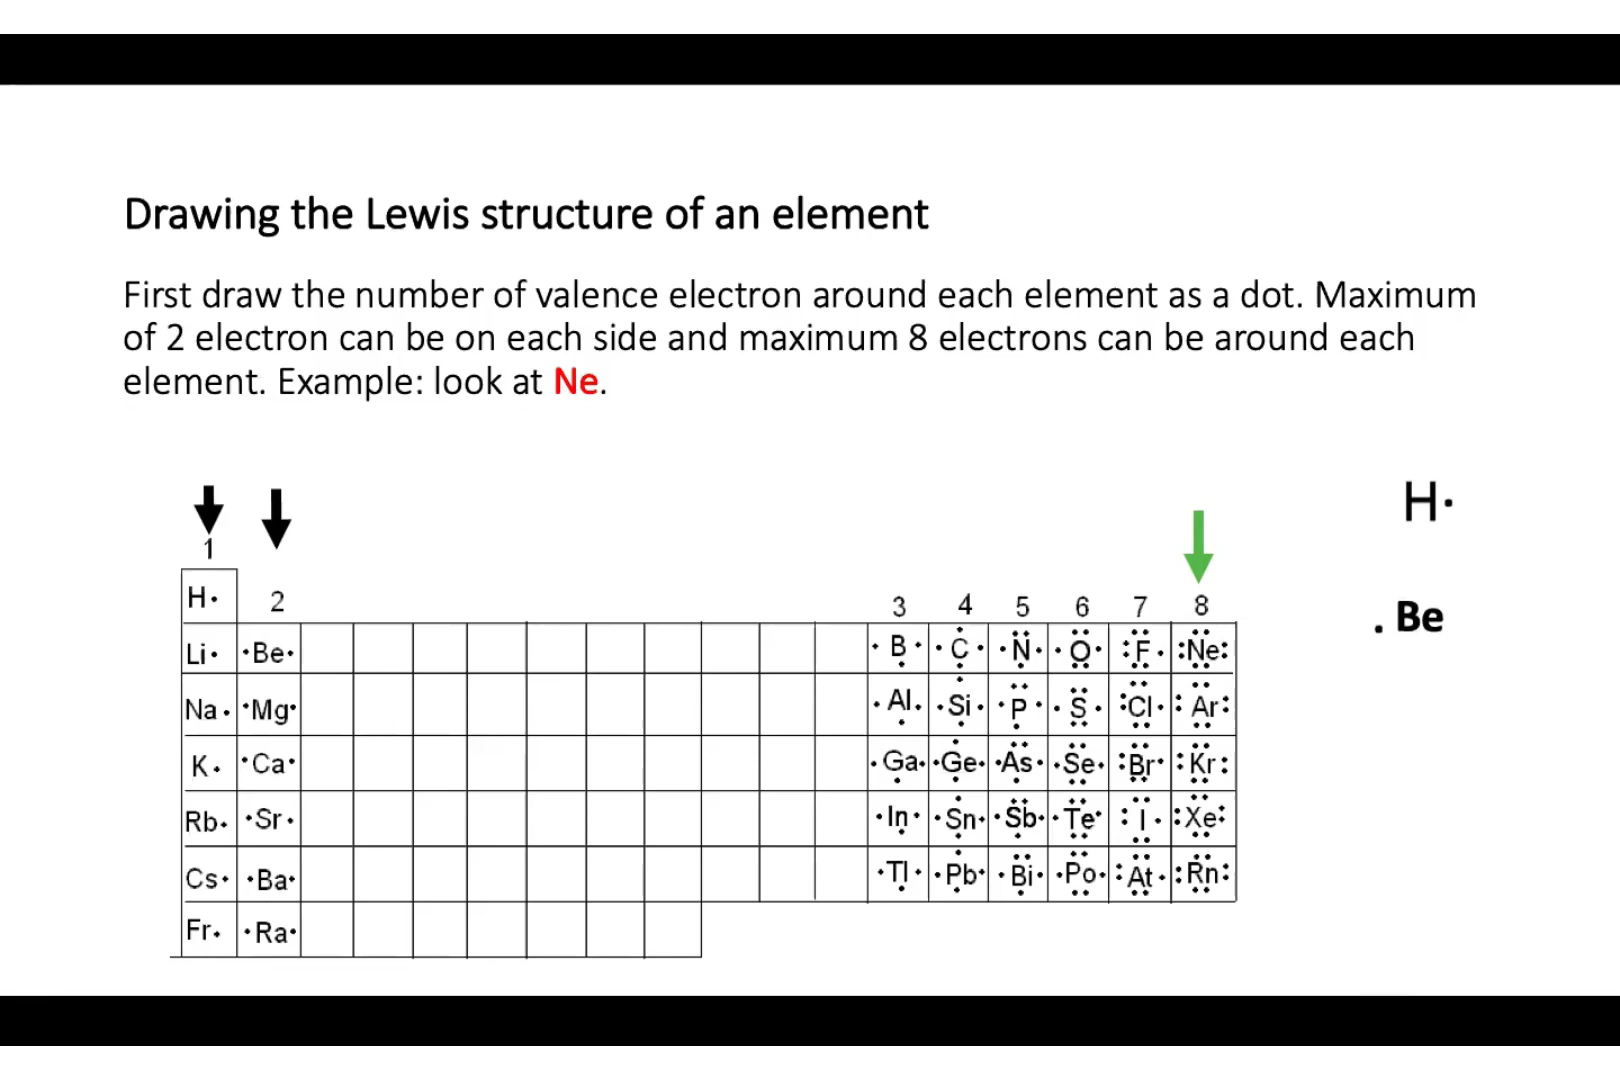 Drawing the Lewis structure of an element
First draw the number of valence electron around each element as a dot. Maximum
of 2 electron can be on each side and maximum 8 electrons can be around each
element. Example: look at Ne.
1
H·
H· 2 3 4 5 6 7 8
. Be
Li· ·Be· B C N O F Ne
Na· ·Mg· Al Si P S Cl Ar
K· ·Ca· Ga Ge As Se Br Kr
Rb· ·Sr· In Sn Sb Te I Xe
Cs· ·Ba· Tl Pb Bi Po At Rn
Fr· ·Ra·